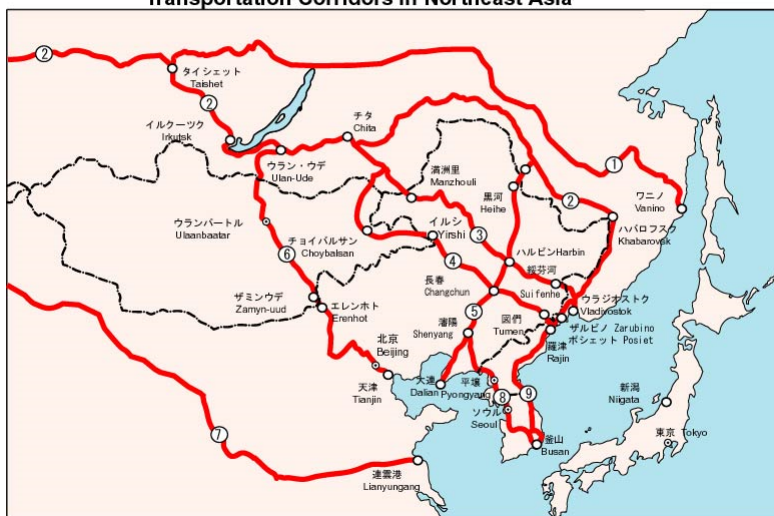 Transportation Corridors in Northeast Asia
②
タイシェット
Taishet
②
イルクーツク
Irkutsk
チタ
Chita
ウラン・ウデ
Ulan-Ude
満洲里
Manzhouli
黒河
Heihe
①
②
ワニノ
Vanino
ハバロフスク
Khabarovsk
ウランバートル
Ulaanbaatar
チョイバルサン
Choybalsan
イルシ
Yirshi
③
ハルビンHarbin
⑥
④
綏芬河
Suifenhe
長春
Changchun
ザミンウデ
Zamyn-uud
エレンホト
Erenhot
⑤
瀋陽
Shenyang
図們
Tumen
ウラジオストク
Vladivostok
ザルビノ Zarubino
ポシェット Posiet
羅津
Rajin
北京
Beijing
天津
Tianjin
大連
Dalian
平壌
Pyongyang
⑧
⑨
ソウル
Seoul
釜山
Busan
新潟
Niigata
東京 Tokyo
⑦
連雲港
Lianyungang